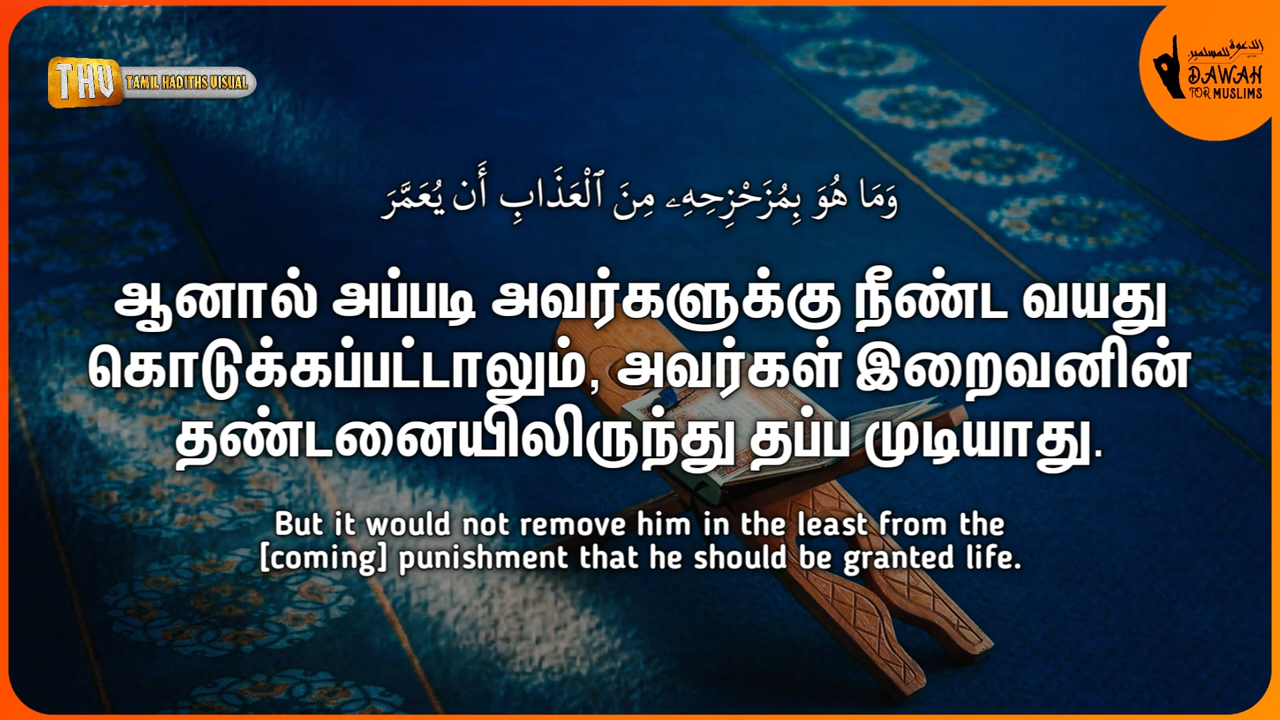 THV TAMIL HADITHS VISUAL
الدعوة للمسلمين
DAWAH
FOR MUSLIMS
وَمَا هُوَ بِمُزَحْزِحِهِۦ مِنَ ٱلْعَذَابِ أَن يُعَمَّرَ
ஆனால் அப்படி அவர்களுக்கு நீண்ட வயது
கொடுக்கப்பட்டாலும், அவர்கள் இறைவனின்
தண்டனையிலிருந்து தப்ப முடியாது.
But it would not remove him in the least from the
[coming] punishment that he should be granted life.